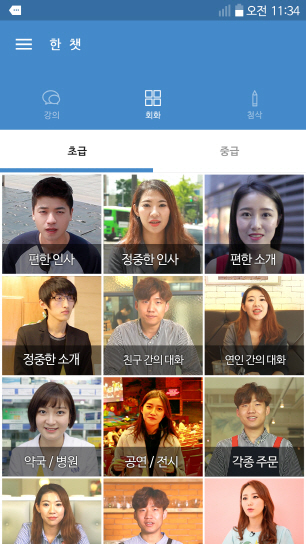 오전 11:34
한 챗
강의
회화
첨삭
초급
중급
편한 인사
정중한 인사
편한 소개
정중한 소개
친구 간의 대화
연인 간의 대화
약국 / 병원
공연 / 전시
각종 주문